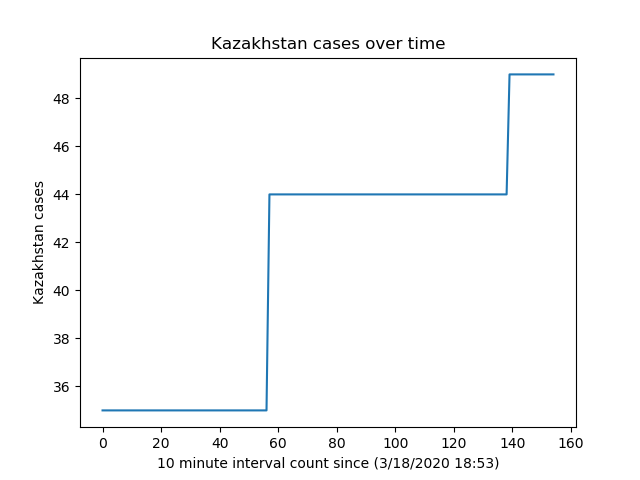 Kazakhstan cases over time
48
46
44
42
40
38
36
Kazakhstan cases
0 20 40 60 80 100 120 140 160
10 minute interval count since (3/18/2020 18:53)